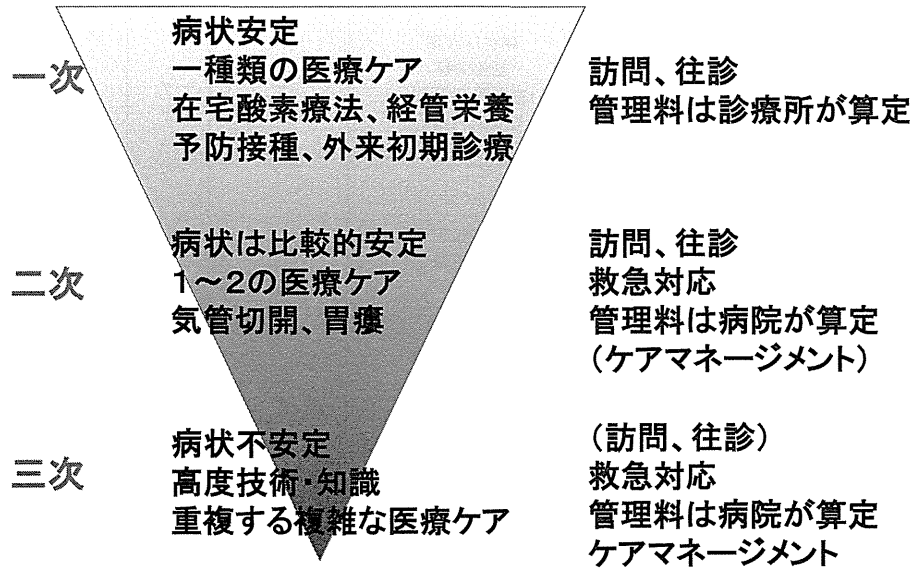 一次
病状安定
一種類の医療ケア
在宅酸素療法、経管栄養
予防接種、外来初期診療
訪問、往診
管理料は診療所が算定
二次
病状は比較的安定
1～2の医療ケア
気管切開、胃瘻
訪問、往診
救急対応
管理料は病院が算定
（ケアマネージメント）
三次
病状不安定
高度技術・知識
重複する複雑な医療ケア
（訪問、往診）
救急対応
管理料は病院が算定
ケアマネージメント